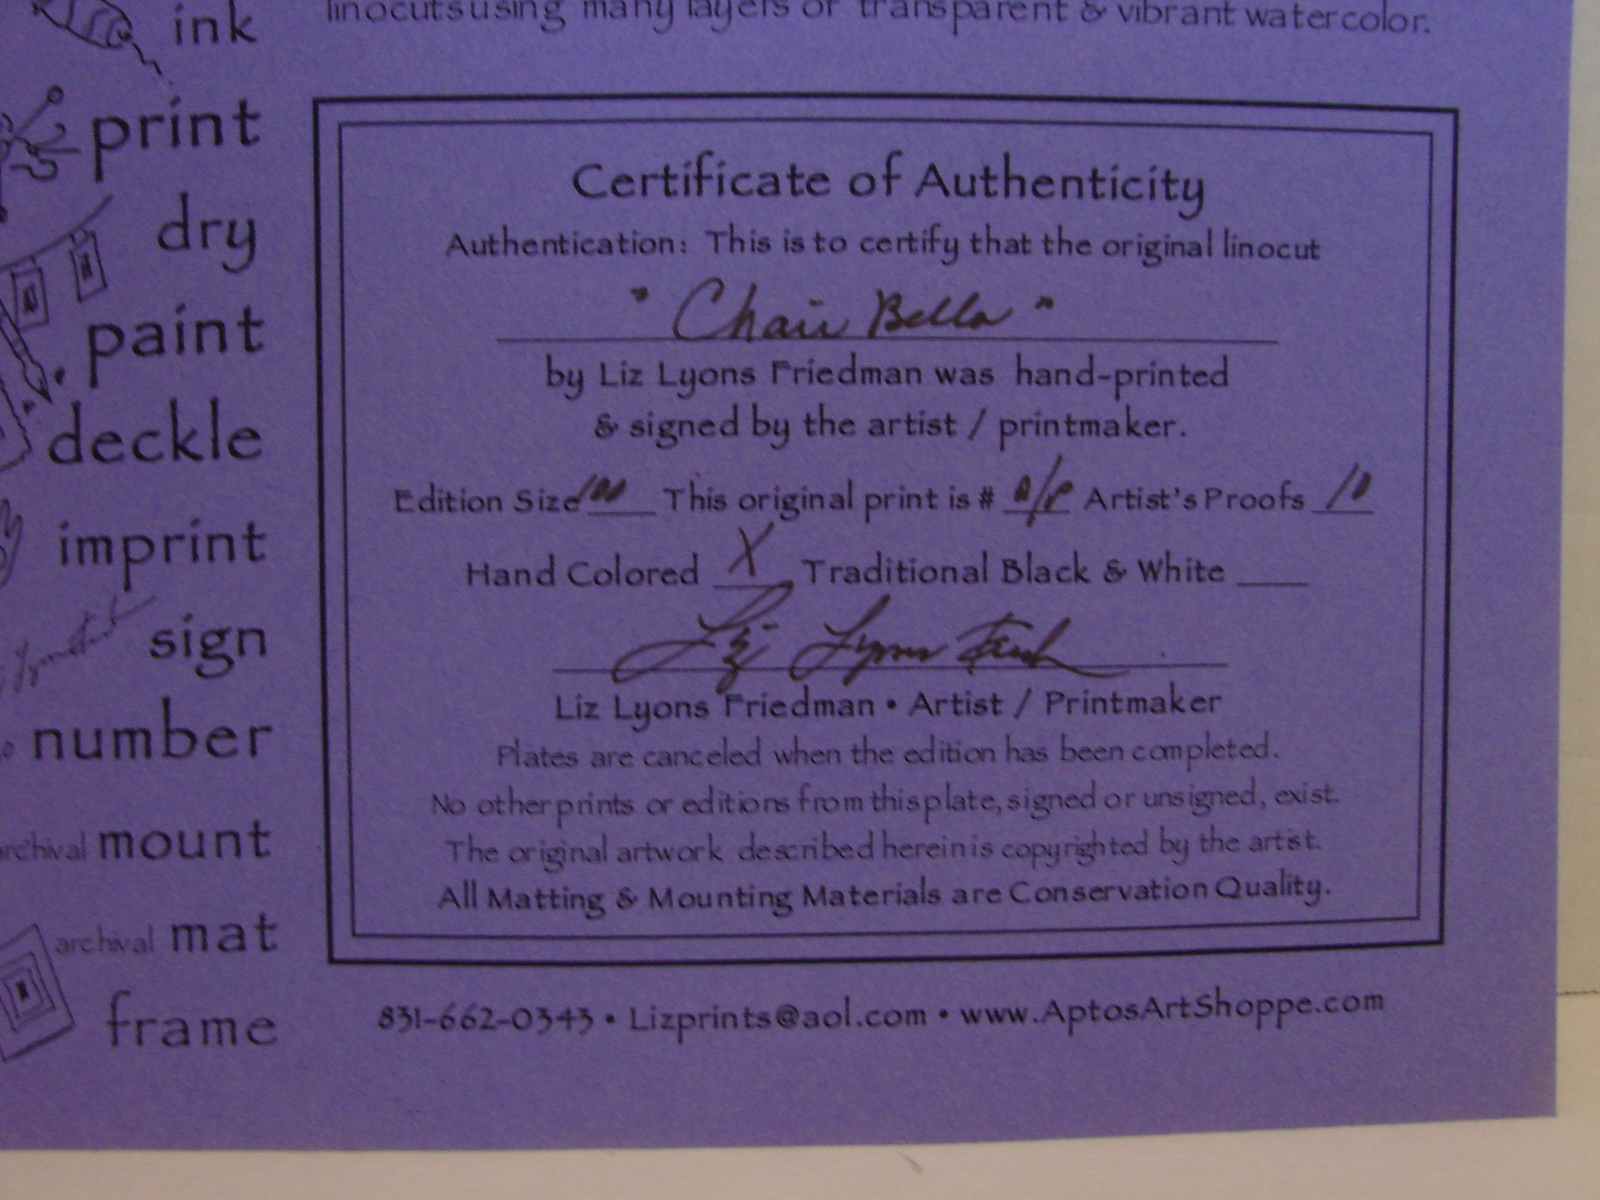 linocuts using many layers of transparent & vibrant watercolor.
ink
print
dry
paint
deckle
imprint
sign
number
archival mount
archival mat
frame
Certificate of Authenticity
Authentication: This is to certify that the original linocut
"Chair Bella"
by Liz Lyons Friedman was hand-printed
& signed by the artist / printmaker.
Edition Size 100 This original print is # a/p Artist's Proofs 10
Hand Colored X Traditional Black & White
Liz Lyons Friedman • Artist / Printmaker
Plates are canceled when the edition has been completed.
No other prints or editions from this plate, signed or unsigned, exist.
The original artwork described herein is copyrighted by the artist.
All Matting & Mounting Materials are Conservation Quality.
831-662-0343 • Lizprints@aol.com • www.AptosArtShoppe.com